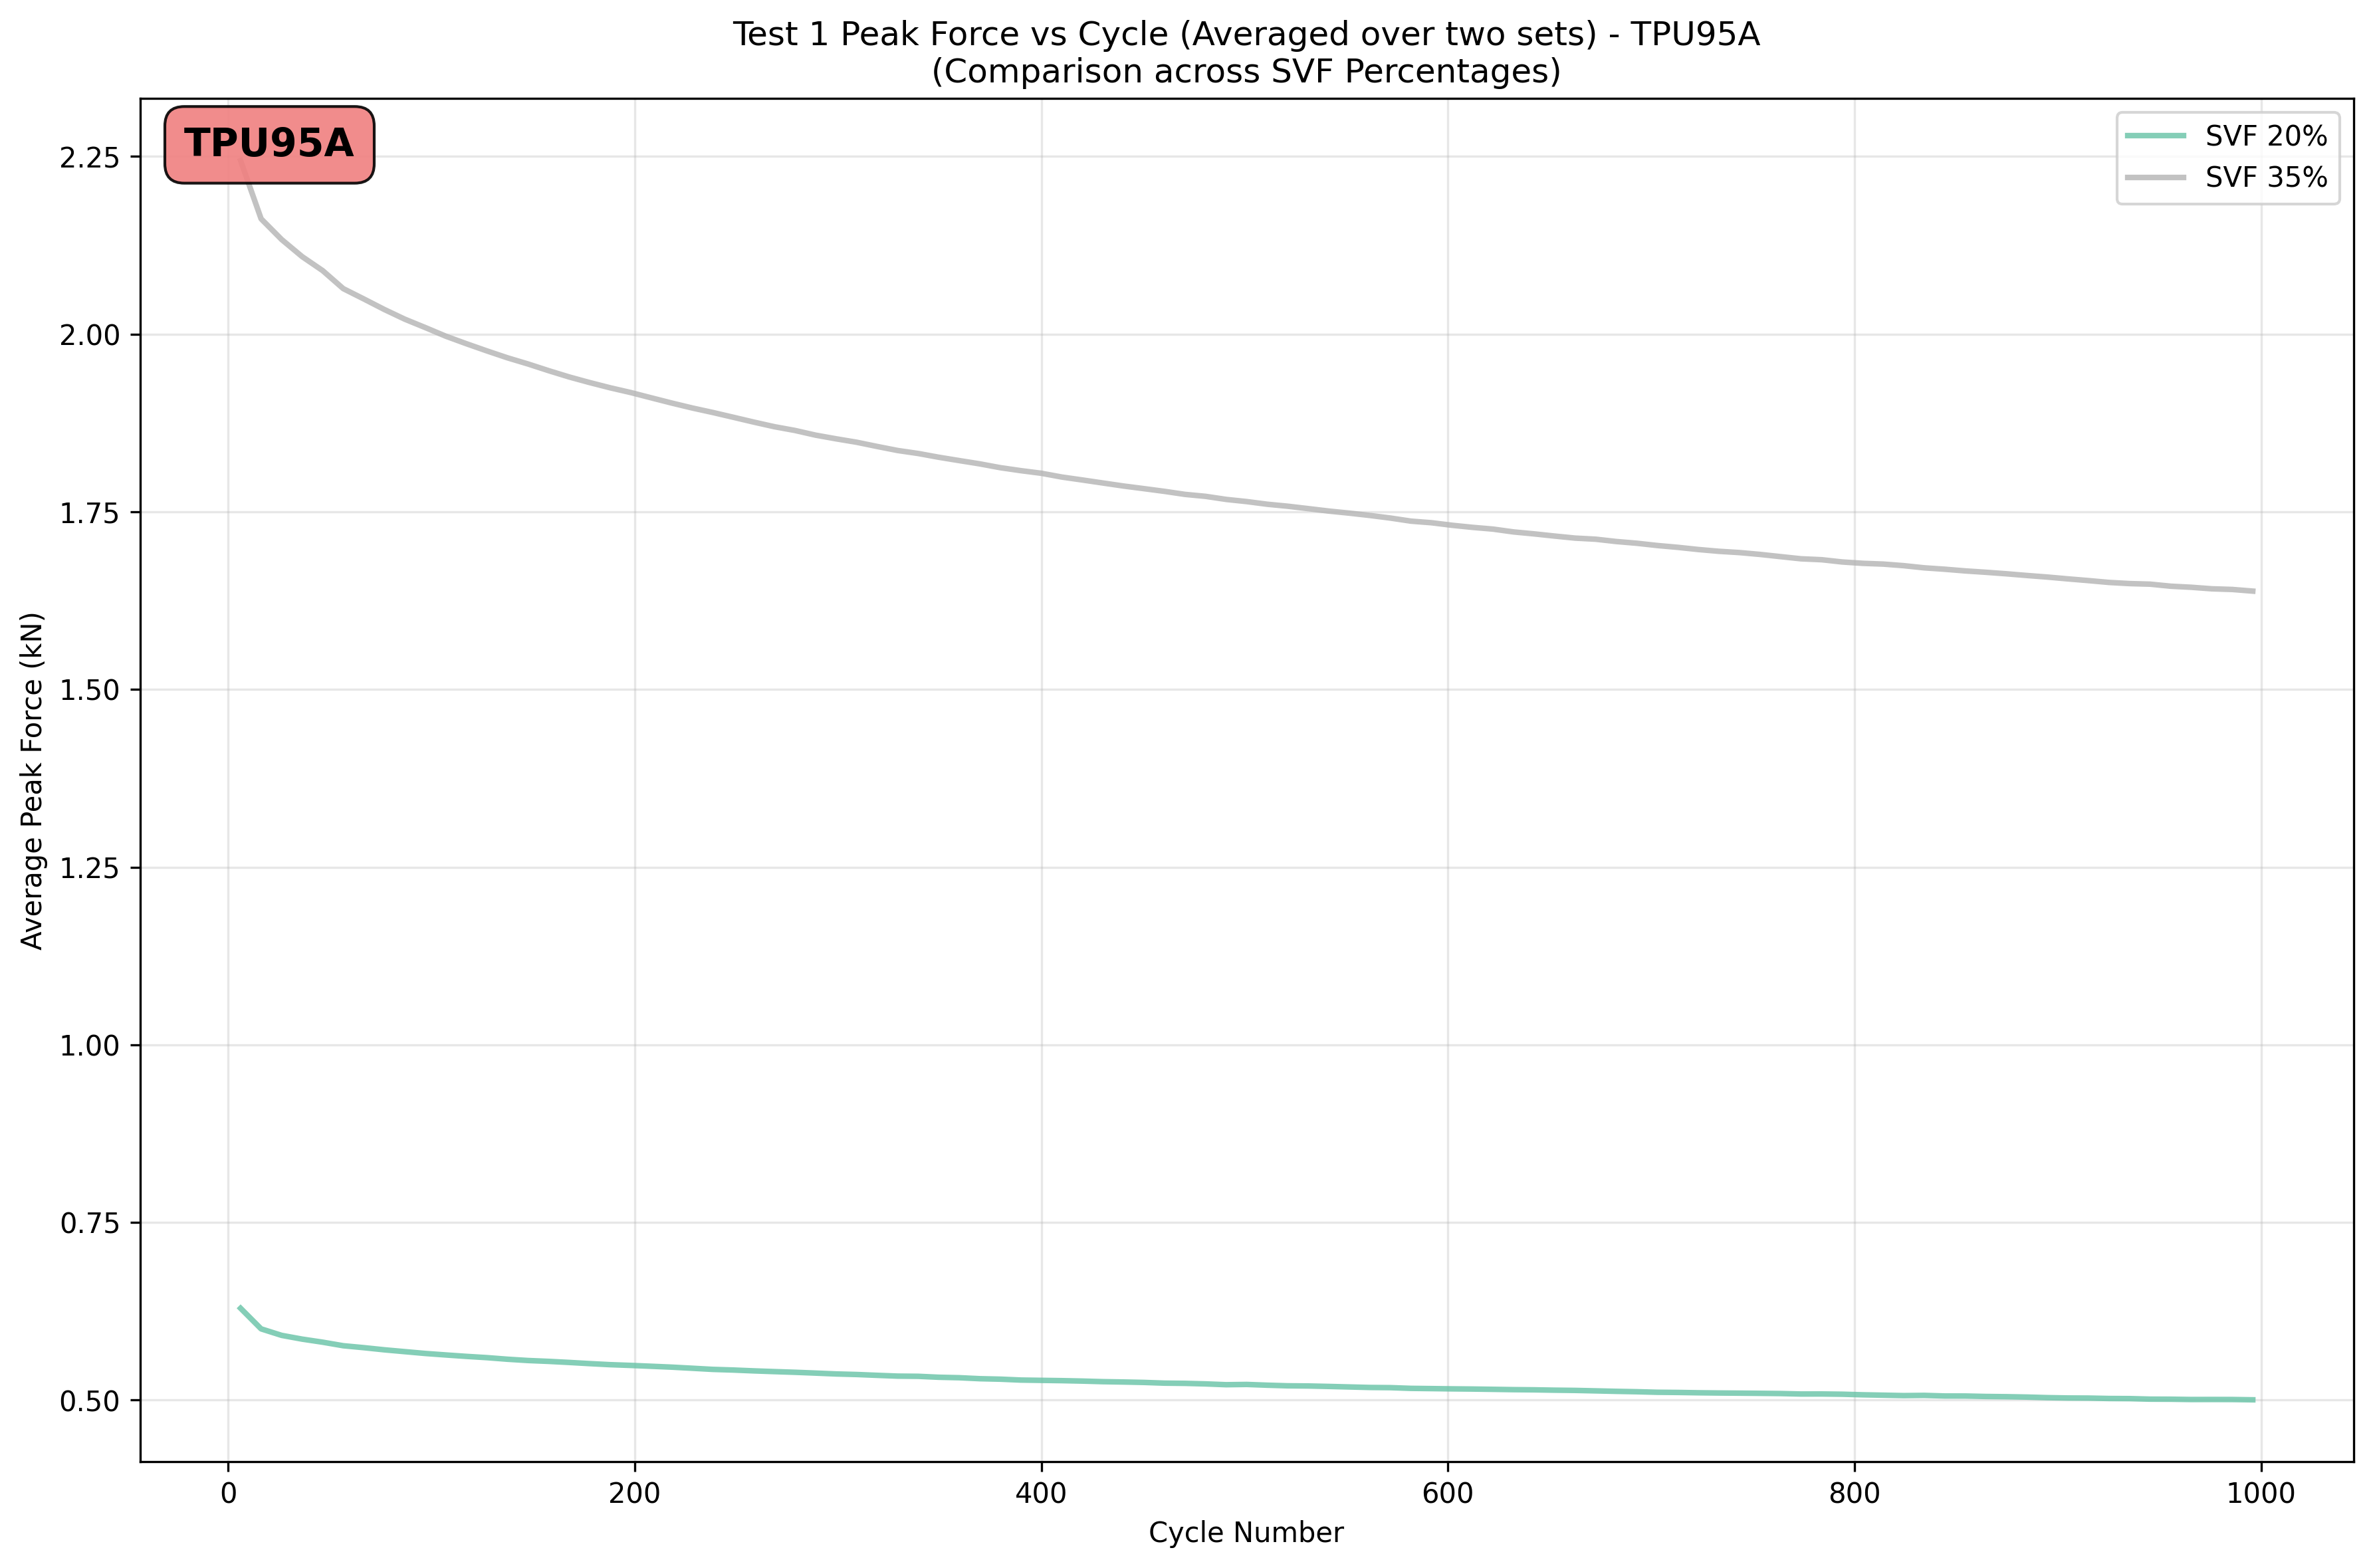 Test 1 Peak Force vs Cycle (Averaged over two sets) - TPU95A
(Comparison across SVF Percentages)
TPU95A
SVF 20%
SVF 35%
2.25
2.00
1.75
1.50
1.25
1.00
0.75
0.50
Average Peak Force (kN)
0 200 400 600 800 1000
Cycle Number